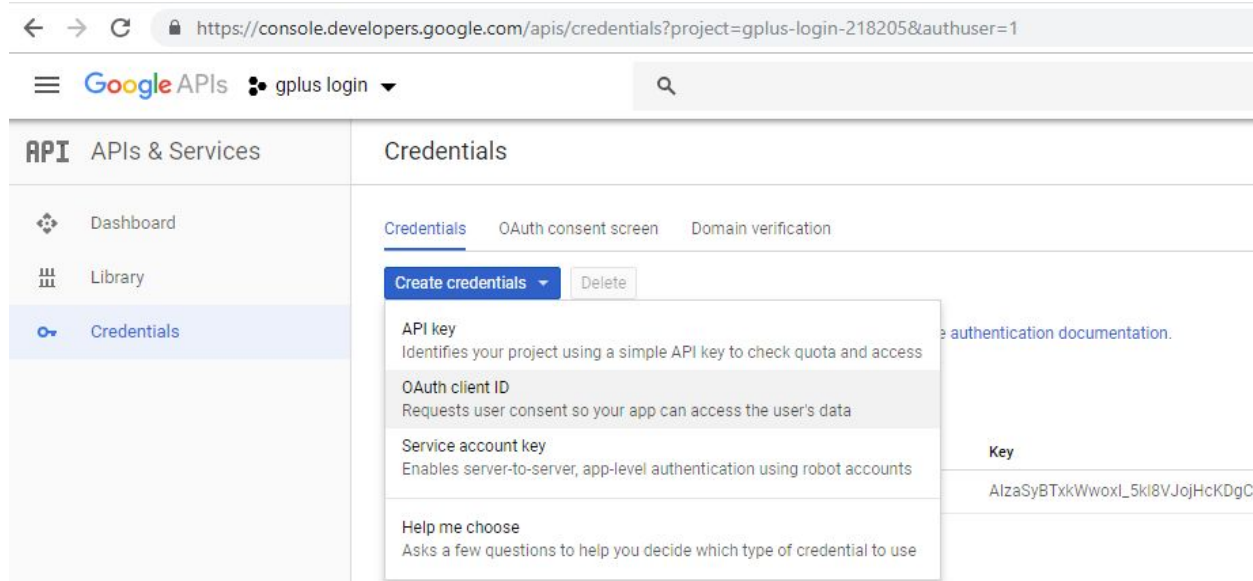 https://console.developers.google.com/apis/credentials?project=gplus-login-218205&authuser=1
Google APIs gplus login
API APIs & Services
Credentials
Dashboard
Library
Credentials
Credentials OAuth consent screen Domain verification
Create credentials Delete
API key
Identifies your project using a simple API key to check quota and access
authentication documentation.
OAuth client ID
Requests user consent so your app can access the user's data
Service account key
Enables server-to-server, app-level authentication using robot accounts
Key
Help me choose
Asks a few questions to help you decide which type of credential to use